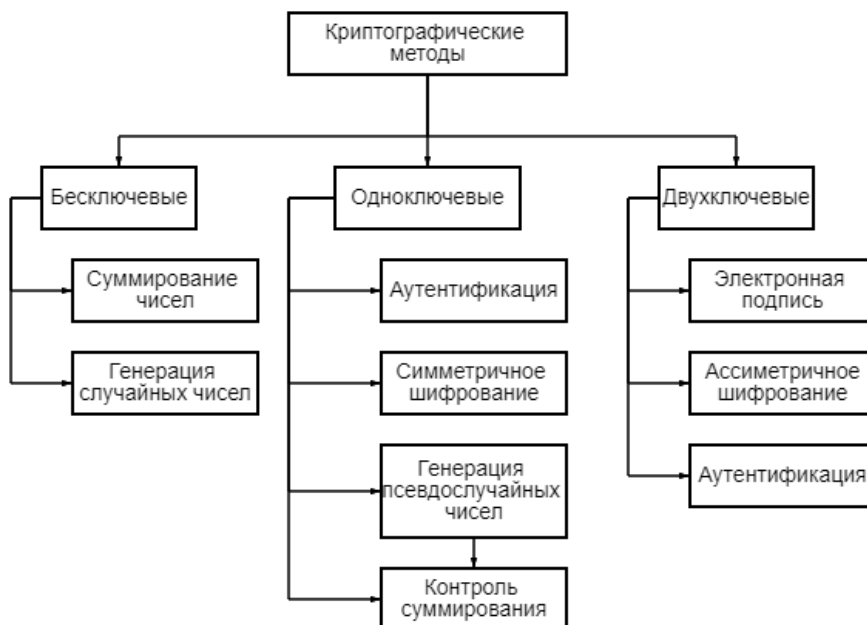 Криптографические
методы
Бесключевые
Одноключевые
Двухключевые
Суммирование
чисел
Аутентификация
Электронная
подпись
Генерация
случайных чисел
Симметричное
шифрование
Ассиметричное
шифрование
Генерация
псевдослучайных
чисел
Аутентификация
Контроль
суммирования